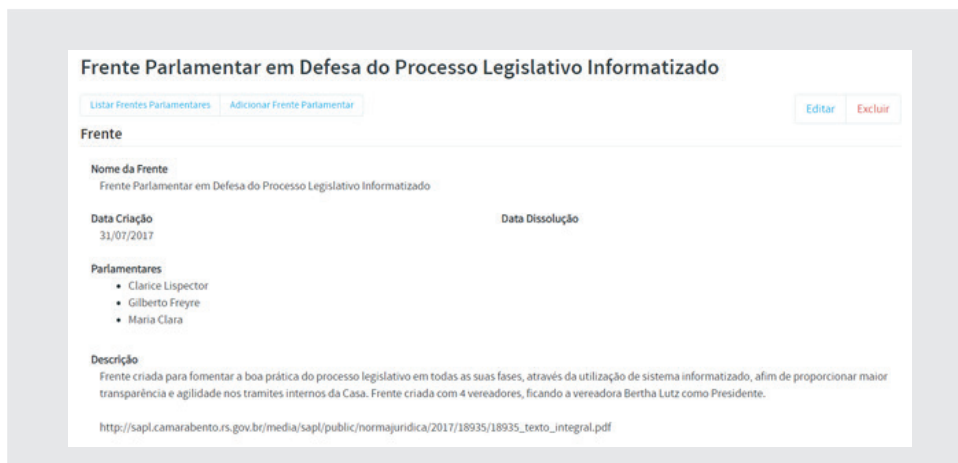 Frente Parlamentar em Defesa do Processo Legislativo Informatizado
Listar Frentes Parlamentares Adicionar Frente Parlamentar Editar Excluir
Frente
Nome da Frente
Frente Parlamentar em Defesa do Processo Legislativo Informatizado
Data Criação Data Dissolução
31/07/2017
Parlamentares
• Clarice Lispector
• Gilberto Freyre
• Maria Clara
Descrição
Frente criada para fomentar a boa prática do processo legislativo em todas as suas fases, através da utilização de sistema informatizado, afim de proporcionar maior
transparência e agilidade nos tramites internos da Casa. Frente criada com 4 vereadores, ficando a vereadora Bertha Lutz como Presidente.
http://sapl.camarabento.rs.gov.br/media/sapl/public/normajuridica/2017/18935/18935_texto_integral.pdf